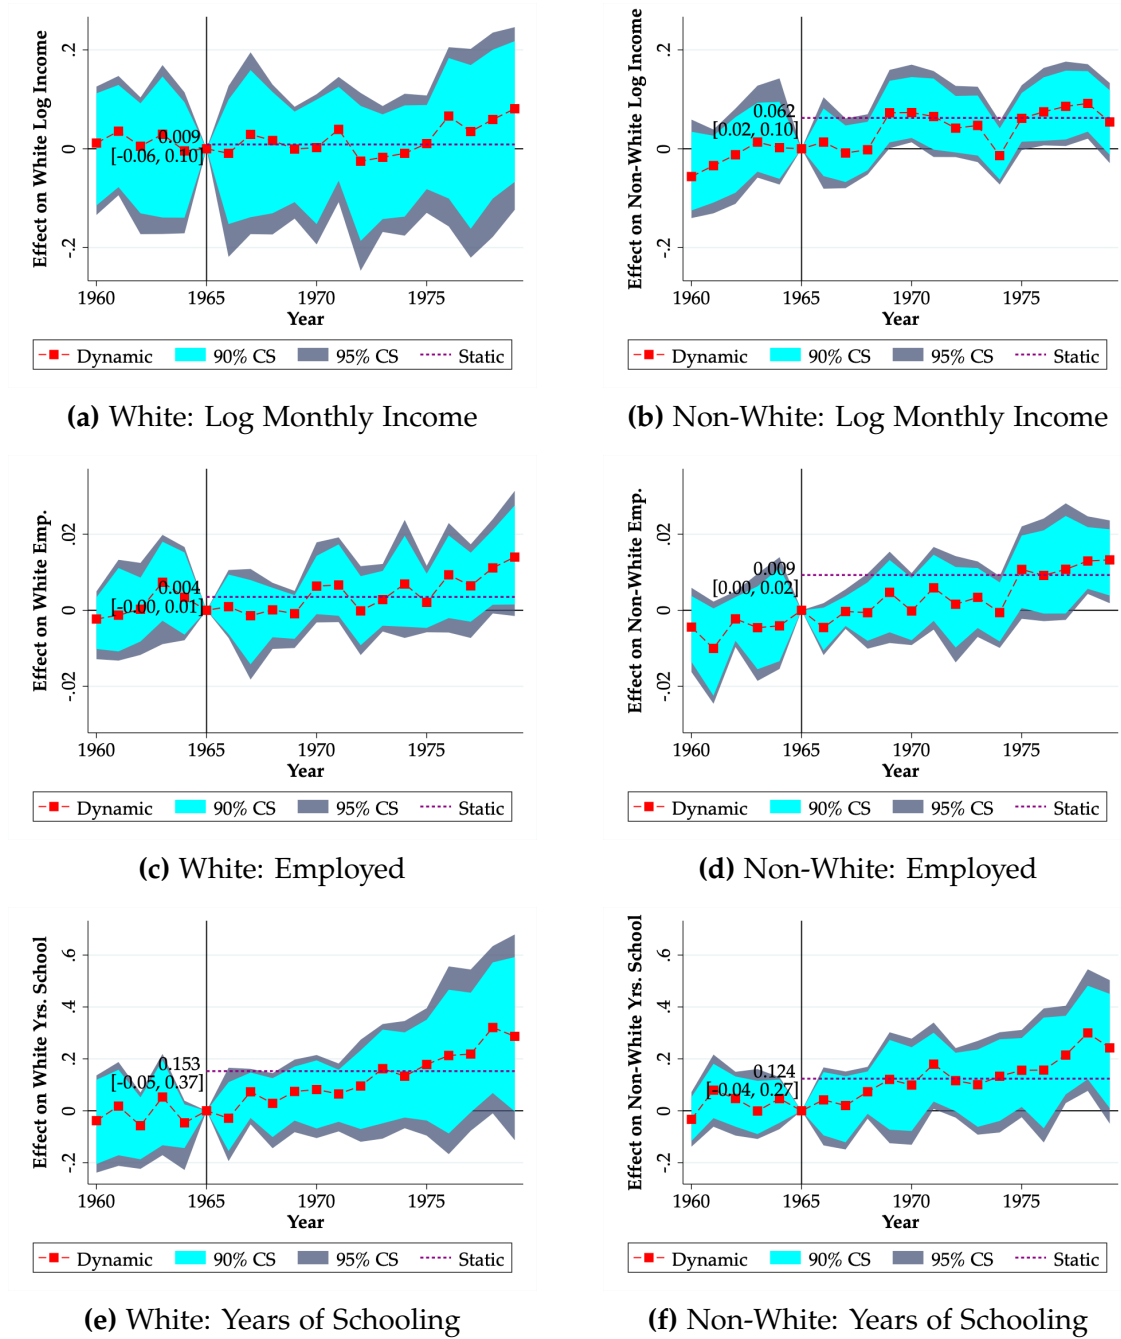 Effect on White Log Income
.2
0
-.2
0.009
[-0.06, 0.10]
1960 1965 1970 1975
Year
Dynamic 90% CS 95% CS Static
(a) White: Log Monthly Income
Effect on Non-White Log Income
.2
0
-.2
0.062
[0.02, 0.10]
1960 1965 1970 1975
Year
Dynamic 90% CS 95% CS Static
(b) Non-White: Log Monthly Income
Effect on White Emp.
.02
0
-.02
0.004
[-0.00, 0.01]
1960 1965 1970 1975
Year
Dynamic 90% CS 95% CS Static
(c) White: Employed
Effect on Non-White Emp.
.02
0
-.02
0.009
[0.00, 0.02]
1960 1965 1970 1975
Year
Dynamic 90% CS 95% CS Static
(d) Non-White: Employed
Effect on White Yrs. School
.6
.4
.2
0
-.2
0.153
[-0.05, 0.37]
1960 1965 1970 1975
Year
Dynamic 90% CS 95% CS Static
(e) White: Years of Schooling
Effect on Non-White Yrs. School
.6
.4
.2
0
-.2
0.124
[-0.04, 0.27]
1960 1965 1970 1975
Year
Dynamic 90% CS 95% CS Static
(f) Non-White: Years of Schooling